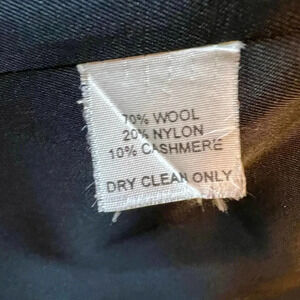 70% WOOL
20% NYLON
10% CASHMERE
DRY CLEAN ONLY